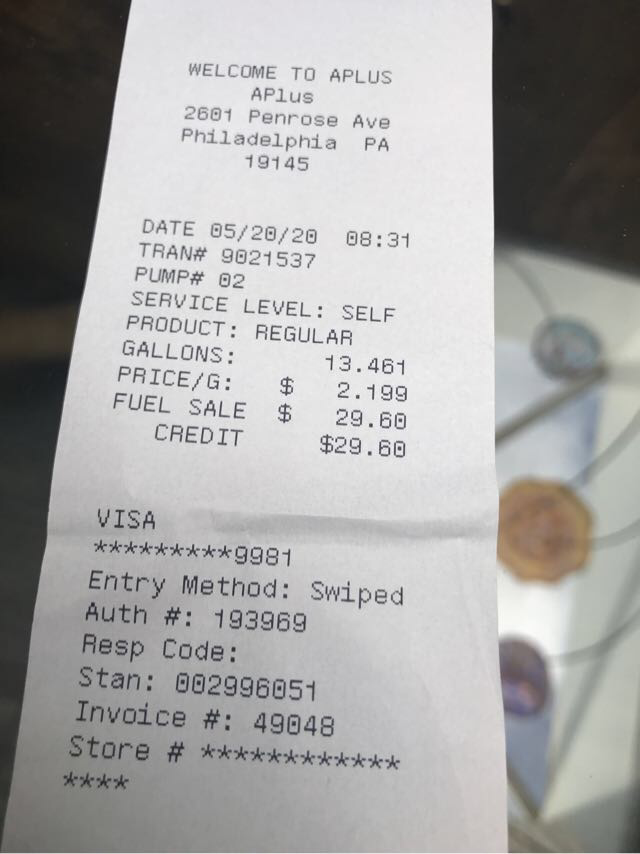 WELCOME TO APLUS
APlus
2601 Penrose Ave
Philadelphia PA
19145
DATE 05/20/20 08:31
TRAN# 9021537
PUMP# 02
SERVICE LEVEL: SELF
PRODUCT: REGULAR
GALLONS: 13.461
PRICE/G: $ 2.199
FUEL SALE $ 29.60
CREDIT $29.60
VISA
*********9981
Entry Method: Swiped
Auth #: 193969
Resp Code:
Stan: 002996051
Invoice #: 49048
Store # ************
****